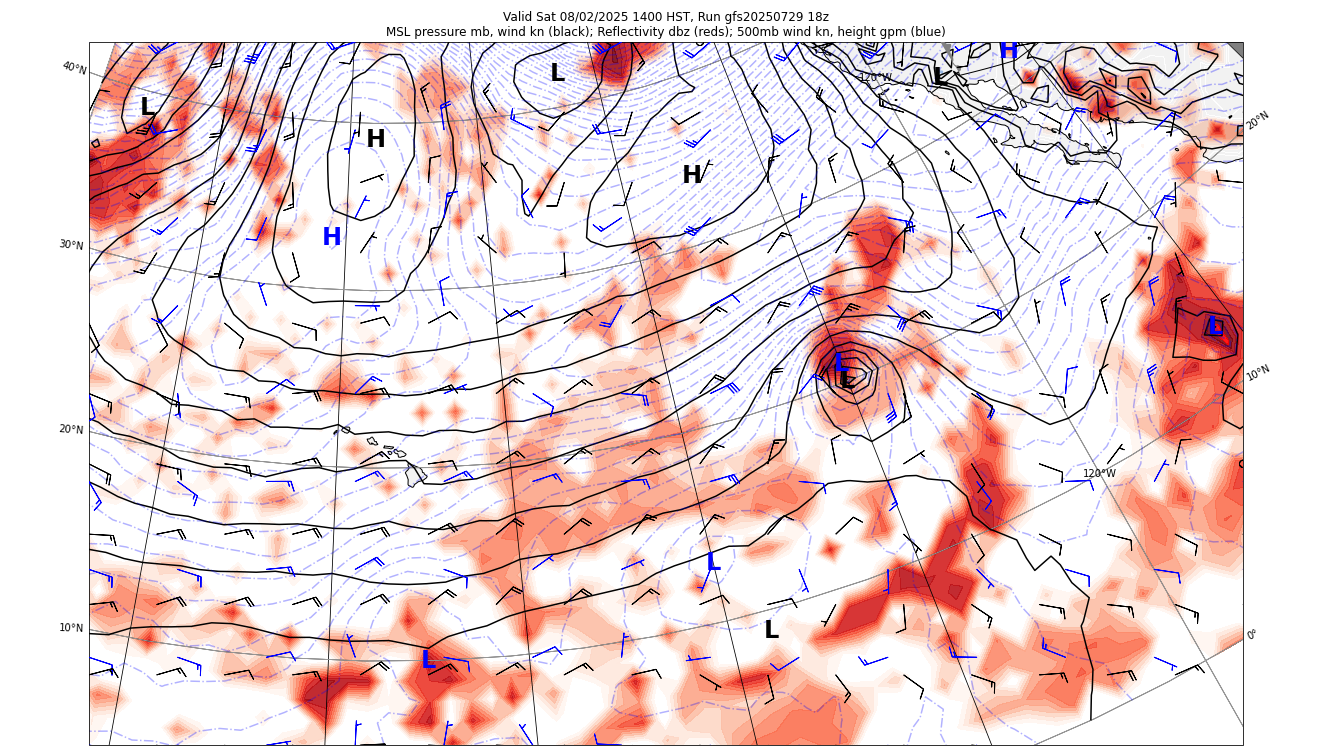 Valid Sat 08/02/2025 1400 HST, Run gfs20250729 18z
MSL pressure mb, wind kn (black); Reflectivity dbz (reds); 500mb wind kn, height gpm (blue)
H
40°N
L
120°W
L
L
20°N
H
H
H
30°N
L
L
L
10°N
20°N
120°W
L
10°N
L
0°
L